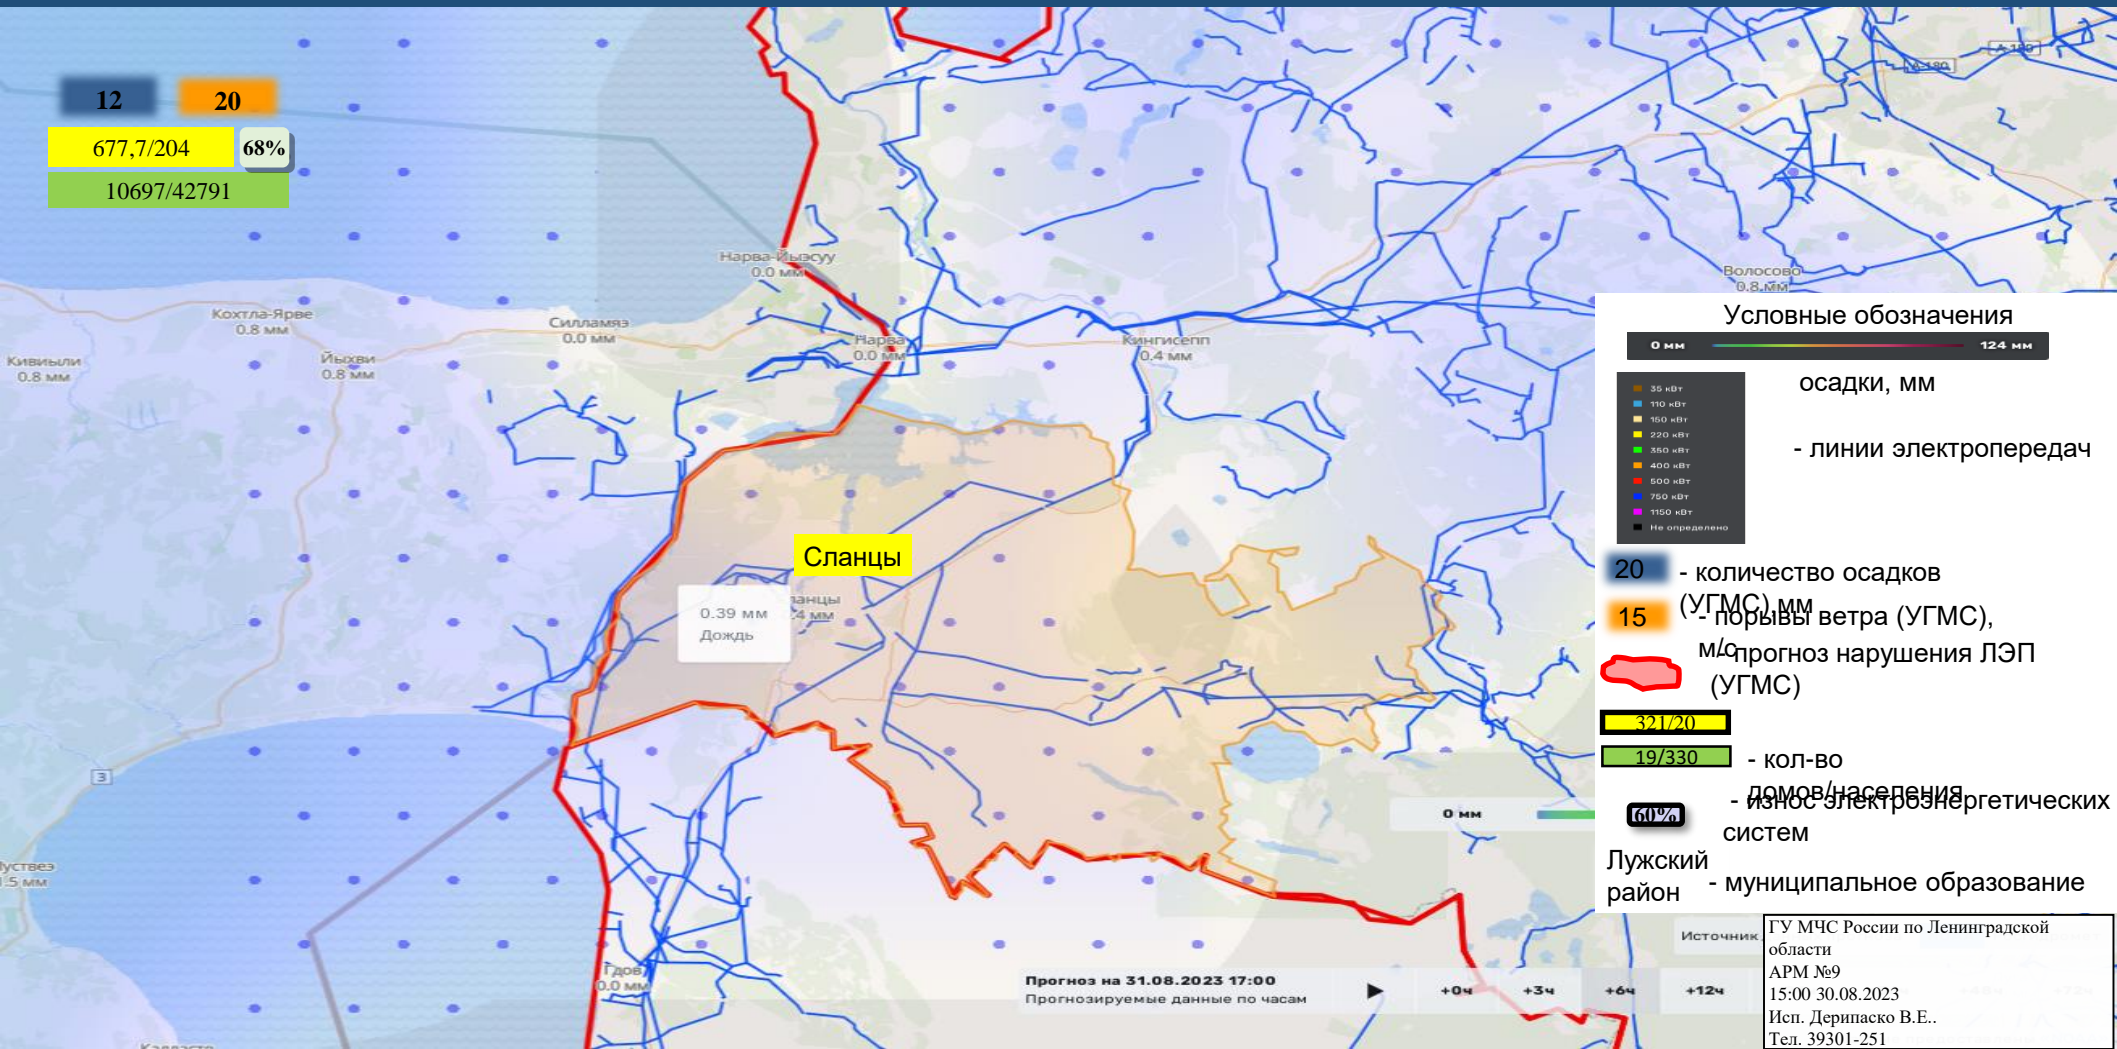 А-180
А-180
12
20
677,7/204
68%
10697/42791
Нарва-Йыэсуу
0.0 мм
Волосово
0.8 мм
Кохтла-Ярве
0.8 мм
Силламяэ
0.0 мм
Нарва
0.0 мм
Кингисепп
0.4 мм
Кивиыли
0.8 мм
Йыхви
0.8 мм
Сланцы
0.39 мм
Дождь
3
Гдов
0.0 мм
0 мм
Прогноз на 31.08.2023 17:00
Прогнозируемые данные по часам
+0ч
+3ч
+6ч
+12ч
Источник
Условные обозначения
0 мм
124 мм
осадки, мм
35 кВт
110 кВт
150 кВт
220 кВт
350 кВт
400 кВт
500 кВт
750 кВт
1150 кВт
Не определено
- линии электропередач
20
- количество осадков
(УГМС),мм
15
- порывы ветра (УГМС),
м/с
прогноз нарушения ЛЭП
(УГМС)
321/20
19/330
- кол-во
домов/населения
60%
- износ электроэнергетических
систем
Лужский
район
- муниципальное образование
ГУ МЧС России по Ленинградской
области
АРМ №9
15:00 30.08.2023
Исп. Дерипаско В.Е..
Тел. 39301-251